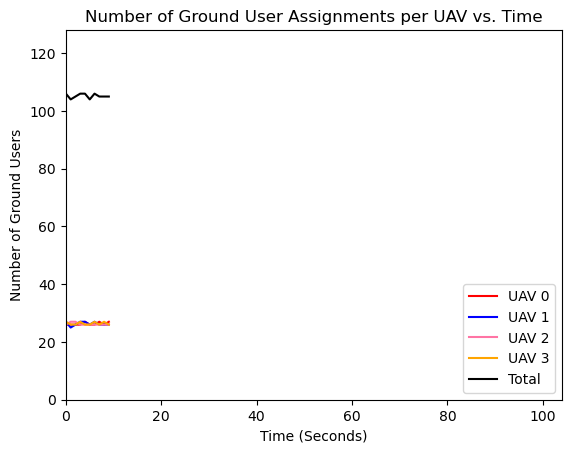 Number of Ground User Assignments per UAV vs. Time
Number of Ground Users
120
100
80
60
40
20
0
0 20 40 60 80 100
Time (Seconds)
UAV 0
UAV 1
UAV 2
UAV 3
Total